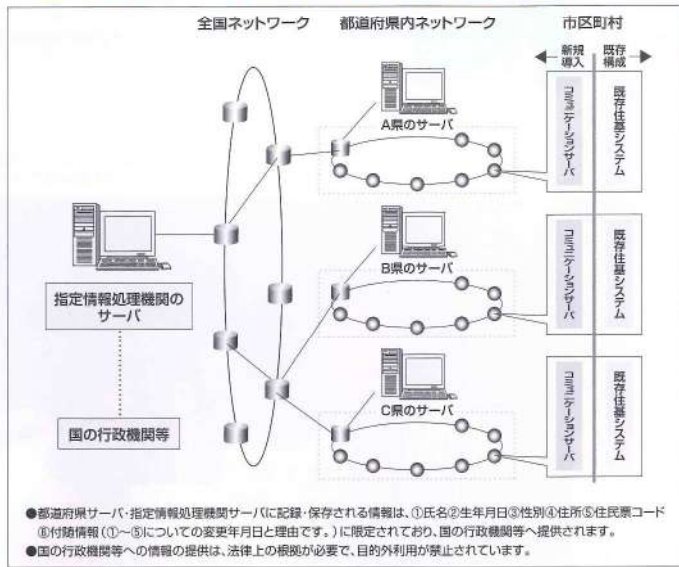 全国ネットワーク
都道府県内ネットワーク
市区町村
新規
導入
既存
構成
A県のサーバ
コミュニケーションサーバ
既存住基システム
B県のサーバ
コミュニケーションサーバ
既存住基システム
指定情報処理機関の
サーバ
国の行政機関等
C県のサーバ
コミュニケーションサーバ
既存住基システム
●都道府県サーバ・指定情報処理機関サーバに記録・保存される情報は、①氏名②生年月日③性別④住所⑤住民票コード
⑥付随情報(①〜⑤についての変更年月日と理由です。)に限定されており、国の行政機関等へ提供されます。
●国の行政機関等への情報の提供は、法律上の根拠が必要で、目的外利用が禁止されています。